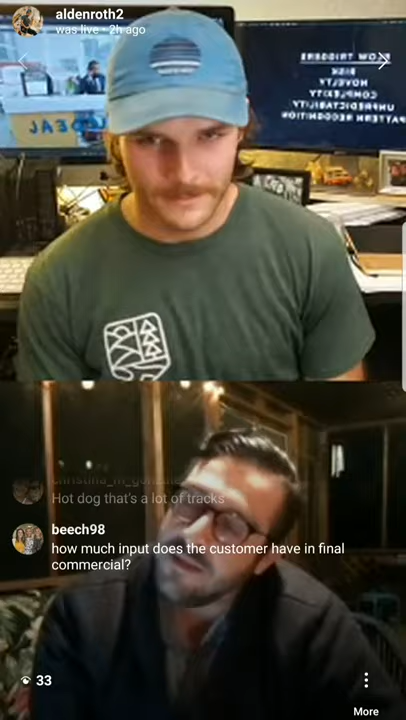 aldenroth2
was live • 2h ago
FLOW TRIGGERS
RISK
NOVELTY
COMPLEXITY
UNPREDICTABILITY
PATTERN RECOGNITION
DEAL
Hot dog that's a lot of tracks
beech98
how much input does the customer have in final
commercial?
33
More